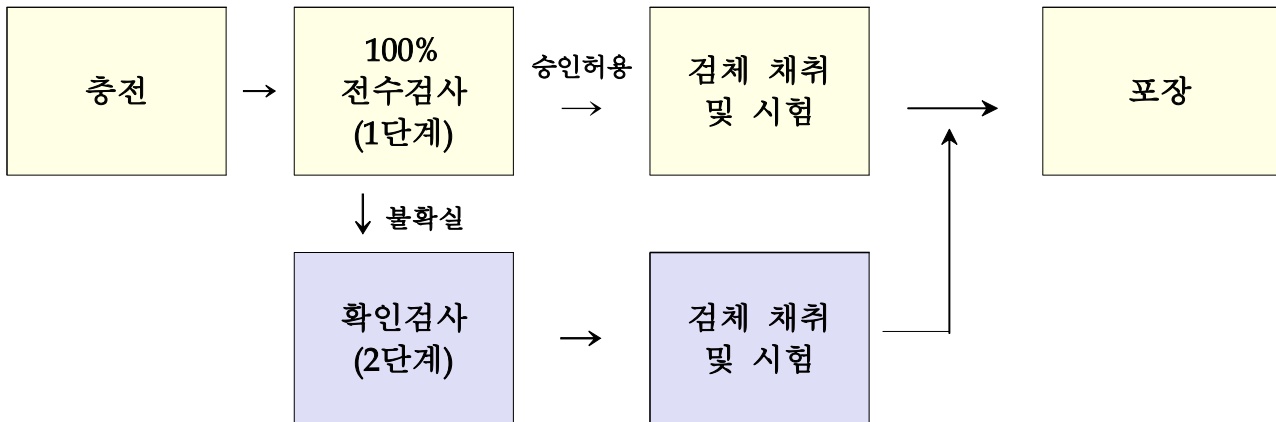 충전
→
100%
전수검사
(1단계)
승인허용
→
검체 채취
및 시험
포장
불확실
확인검사
(2단계)
→
검체 채취
및 시험